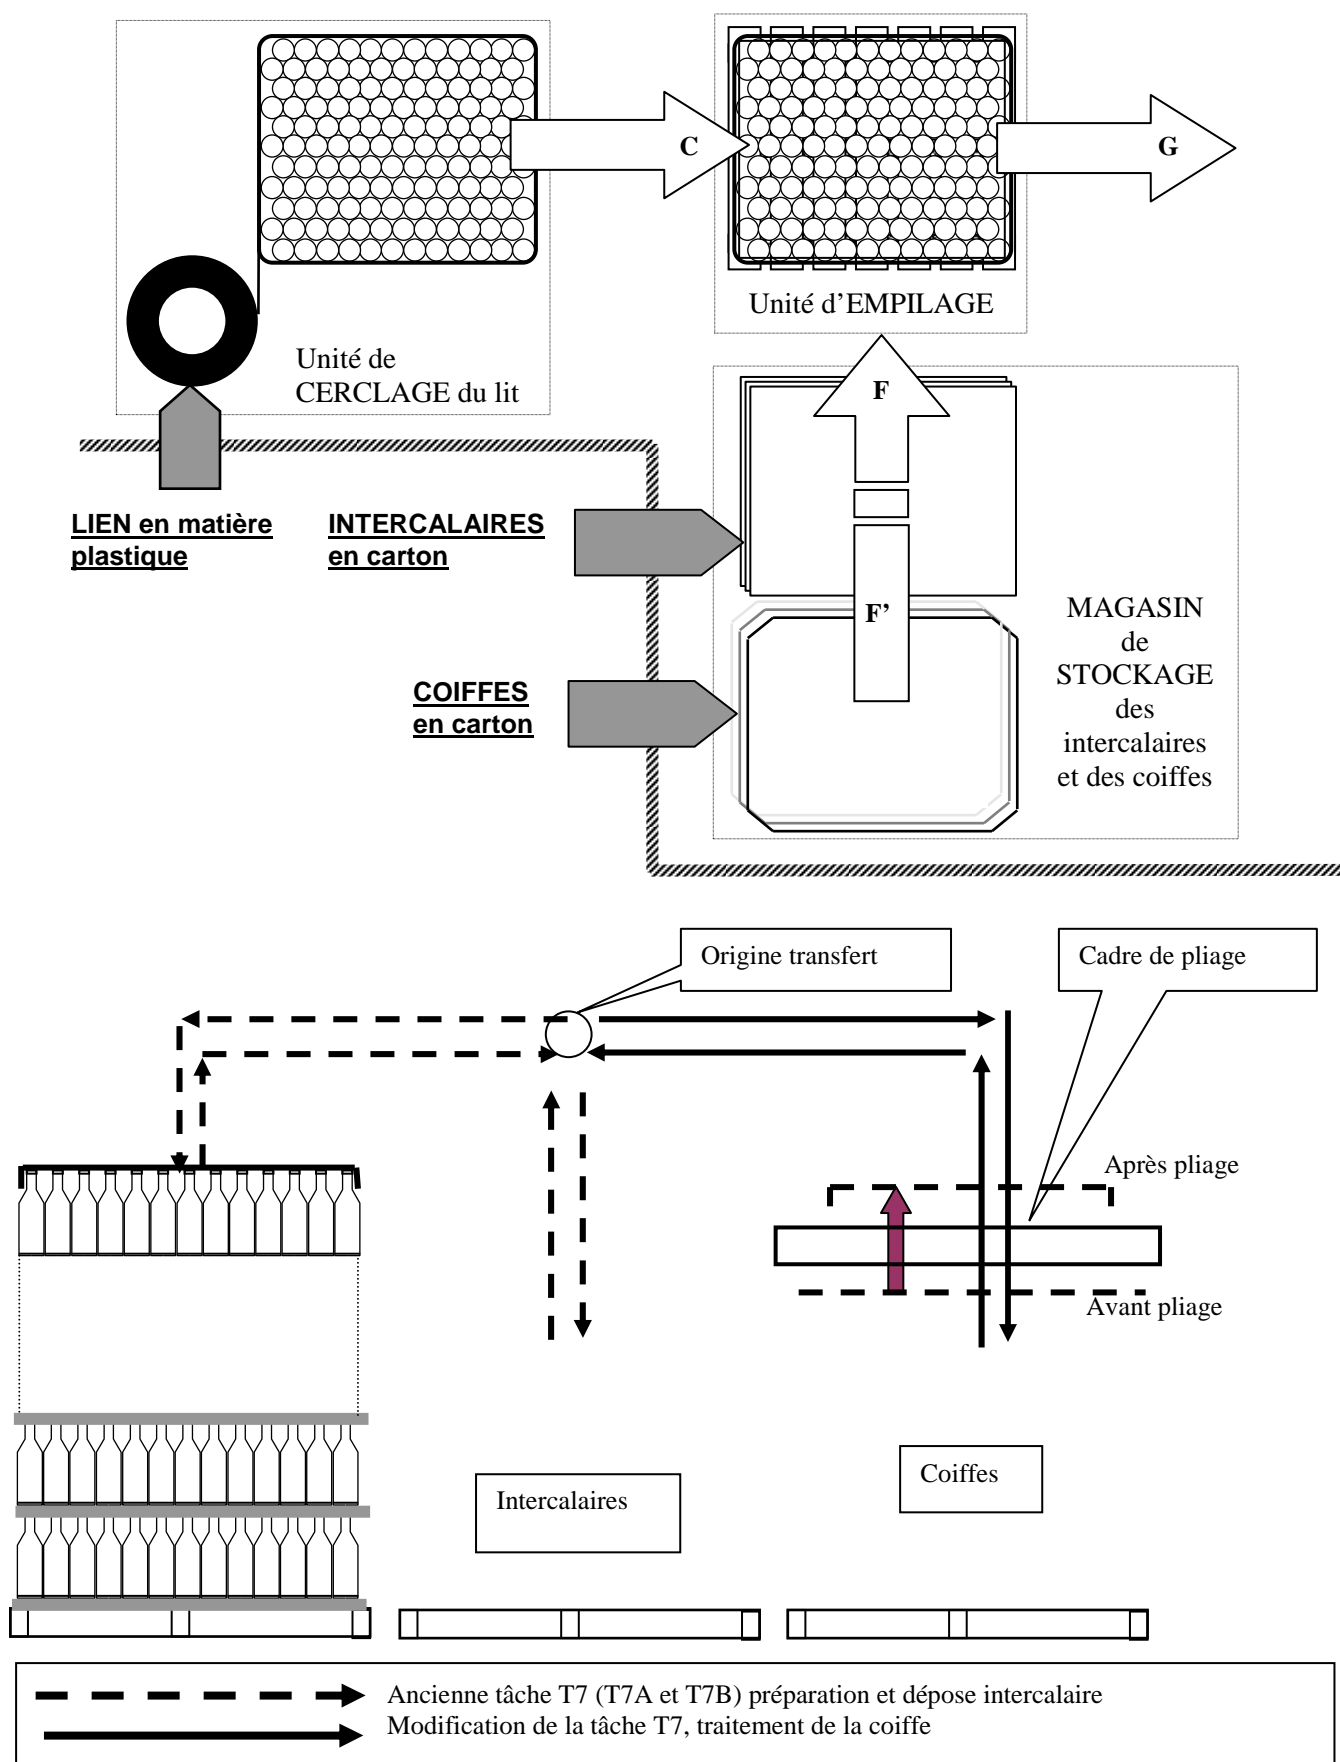 C
G
Unité d'EMPILAGE
Unité de
CERCLAGE du lit
F
LIEN en matière
plastique
INTERCALAIRES
en carton
F'
MAGASIN
de
STOCKAGE
des
intercalaires
et des coiffes
COIFFES
en carton
Origine transfert
Cadre de pliage
Après pliage
Avant pliage
Coiffes
Intercalaires
Ancienne tâche T7 (T7A et T7B) préparation et dépose intercalaire
Modification de la tâche T7, traitement de la coiffe